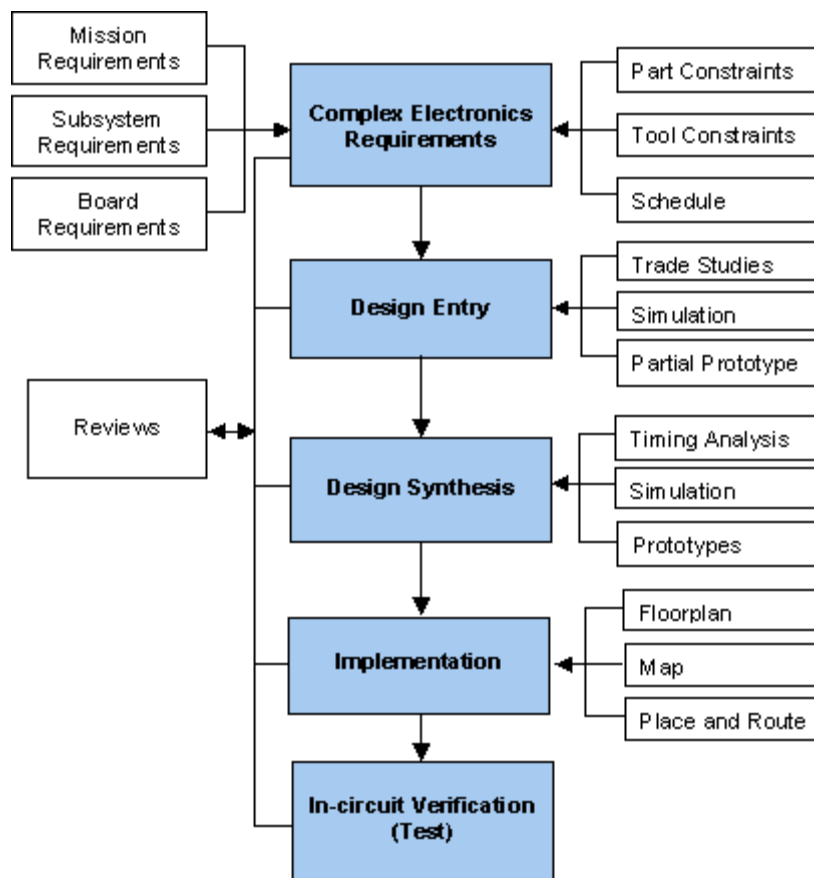 Mission
Requirements
Subsystem
Requirements
Board
Requirements
Complex Electronics
Requirements
Part Constraints
Tool Constraints
Schedule
Design Entry
Trade Studies
Simulation
Partial Prototype
Reviews
Design Synthesis
Timing Analysis
Simulation
Prototypes
Implementation
Floorplan
Map
Place and Route
In-circuit Verification
(Test)